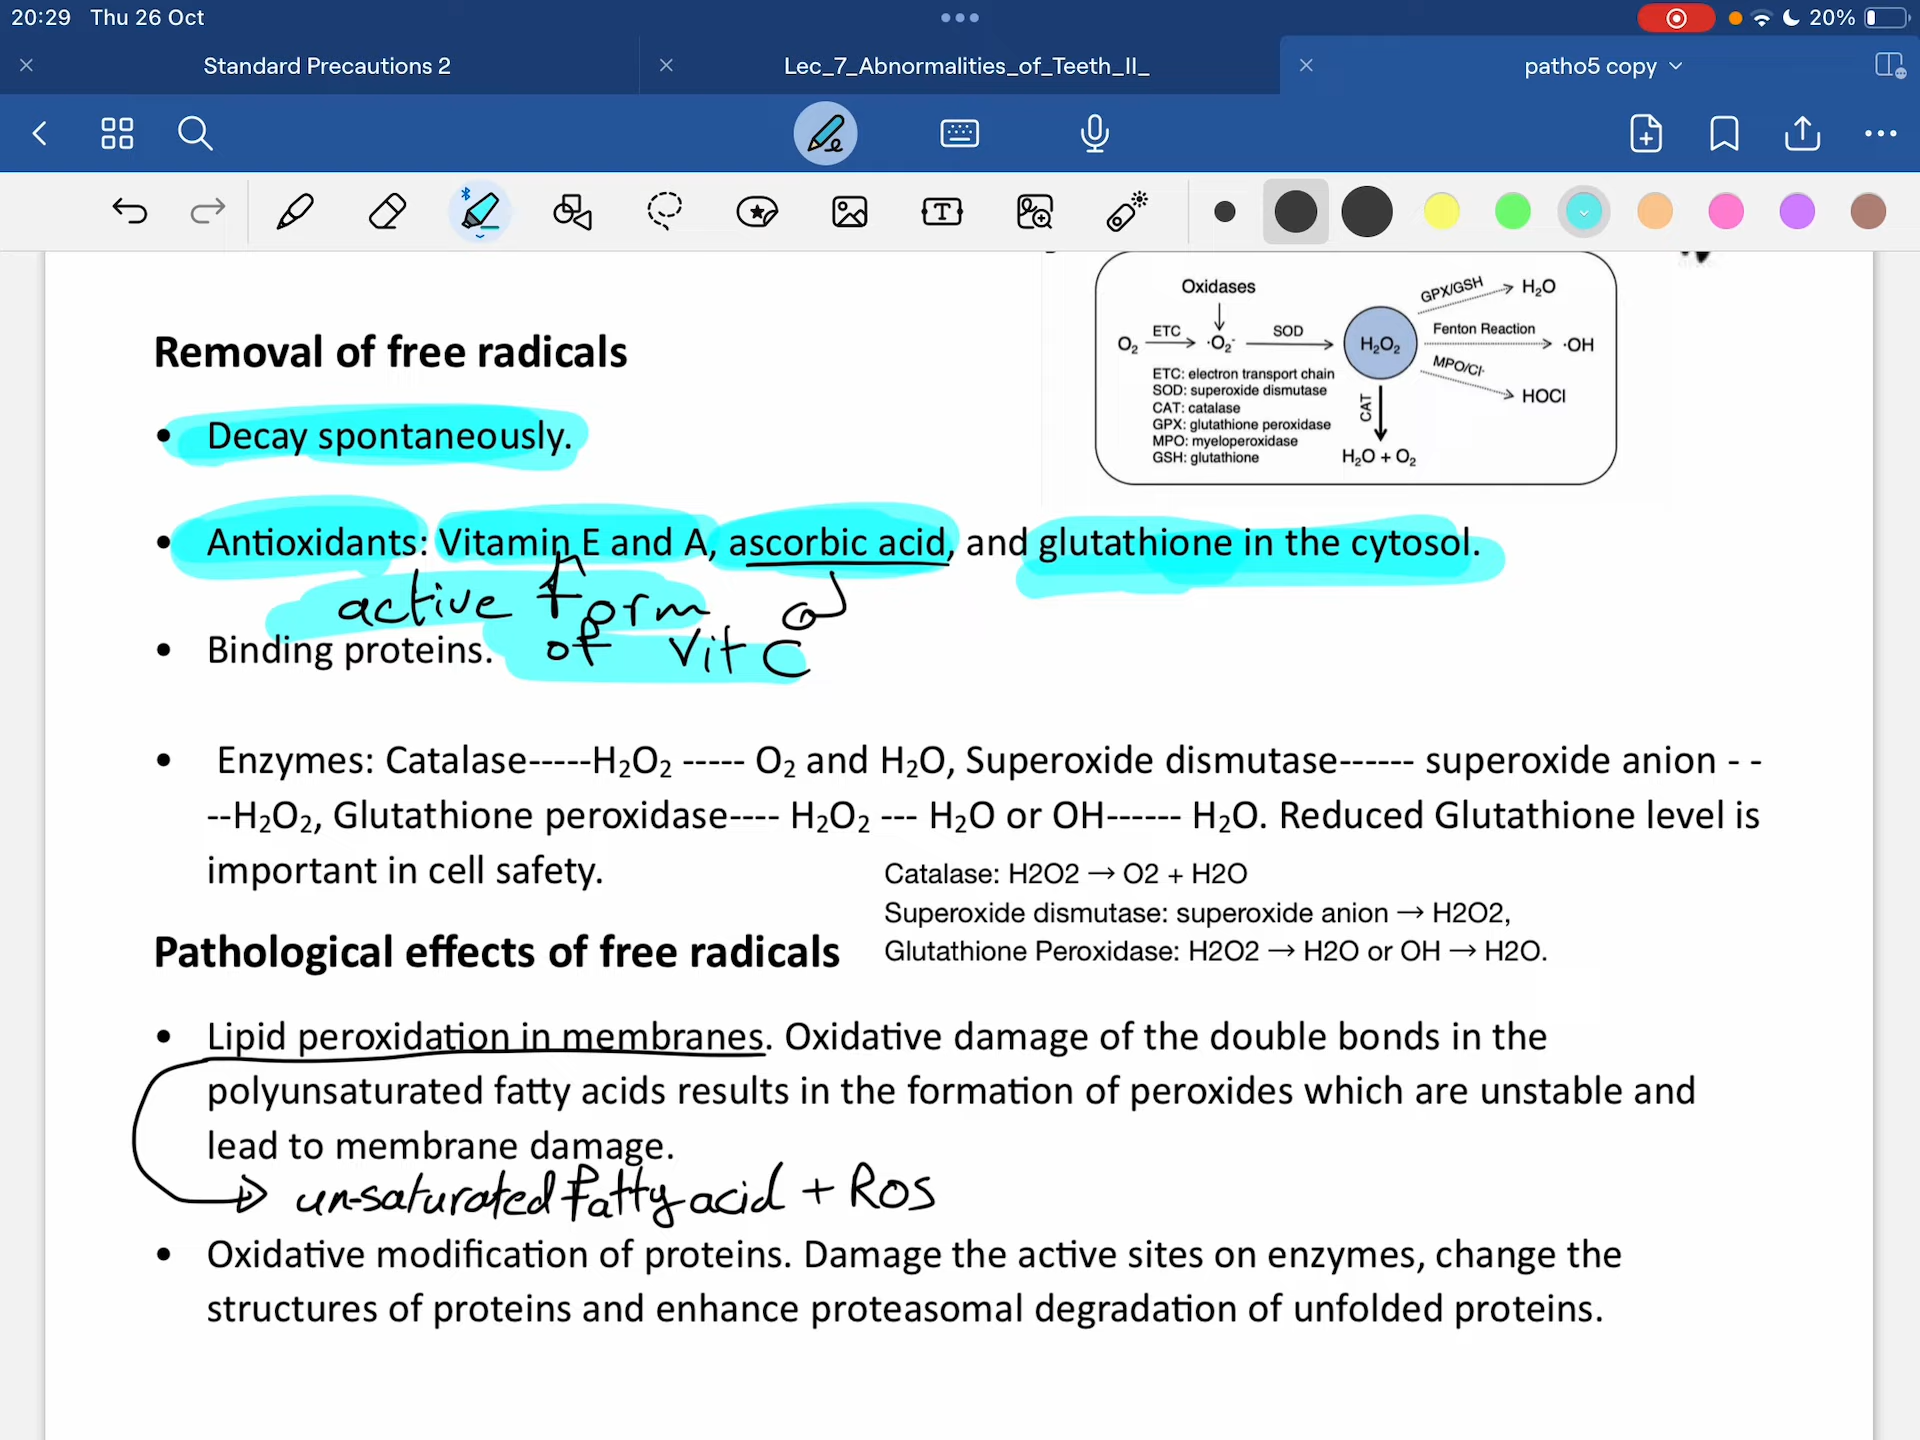 20:29 Thu 26 Oct
20%
Standard Precautions 2
Lec_7_Abnormalities_of_Teeth_II_
patho5 copy
Oxidases
O₂ ETC ·O₂⁻ SOD H₂O₂
GPX/GSH H₂O
Fenton Reaction ·OH
MPO/Cl- HOCl
CAT
H₂O + O₂
ETC: electron transport chain
SOD: superoxide dismutase
CAT: catalase
GPX: glutathione peroxidase
MPO: myeloperoxidase
GSH: glutathione
Removal of free radicals
• Decay spontaneously.
• Antioxidants: Vitamin E and A, ascorbic acid, and glutathione in the cytosol.
active form
of Vit C
• Binding proteins.
• Enzymes: Catalase-----H₂O₂ ----- O₂ and H₂O, Superoxide dismutase------ superoxide anion - -
--H₂O₂, Glutathione peroxidase---- H₂O₂ --- H₂O or OH------ H₂O. Reduced Glutathione level is
important in cell safety.
Catalase: H2O2 → O2 + H2O
Superoxide dismutase: superoxide anion → H2O2,
Glutathione Peroxidase: H2O2 → H2O or OH → H2O.
Pathological effects of free radicals
• Lipid peroxidation in membranes. Oxidative damage of the double bonds in the
polyunsaturated fatty acids results in the formation of peroxides which are unstable and
lead to membrane damage.
un-saturated fatty acid + ROS
• Oxidative modification of proteins. Damage the active sites on enzymes, change the
structures of proteins and enhance proteasomal degradation of unfolded proteins.